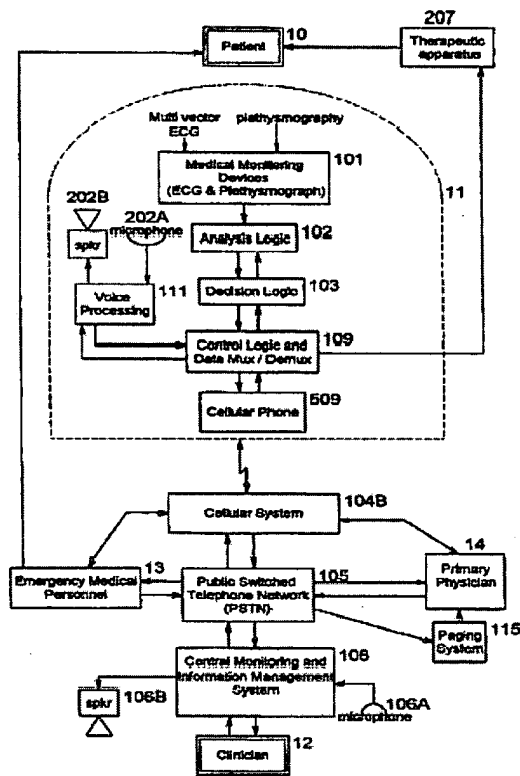 10
Patient
207
Therapeutic
apparatus
Multi vector
ECG
plethysmography
101
Medical Monitoring
Devices
(ECG & Plethysmograph)
11
202B
202A
microphone
spkr
Analysis Logic
102
Decision Logic
103
Voice
Processing
111
Control Logic and
Data Mux / Demux
109
Cellular Phone
509
Cellular System
104B
13
Emergency Medical
Personnel
Public Switched
Telephone Network
(PSTN)
105
14
Primary
Physician
Paging
System
115
Central Monitoring and
Information Management
System
106
spkr
106B
106A
microphone
Clinician
12